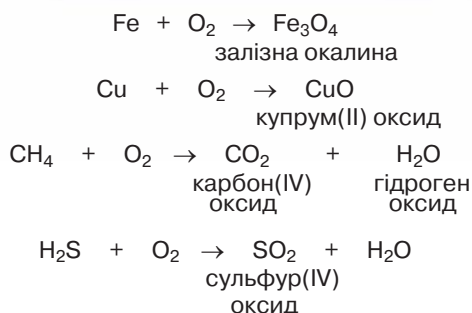 Fe + O₂ → Fe₃O₄
залізна окалина
Cu + O₂ → CuO
купрум(II) оксид
CH₄ + O₂ → CO₂ + H₂O
карбон(IV) гідроген
оксид оксид
H₂S + O₂ → SO₂ + H₂O
сульфур(IV)
оксид